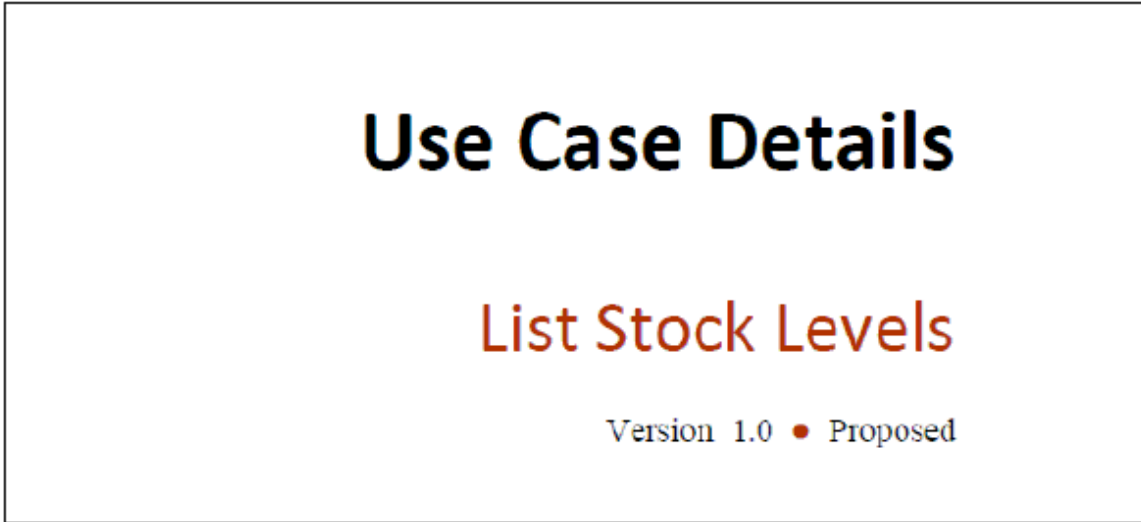 Use Case Details
List Stock Levels
Version 1.0 • Proposed